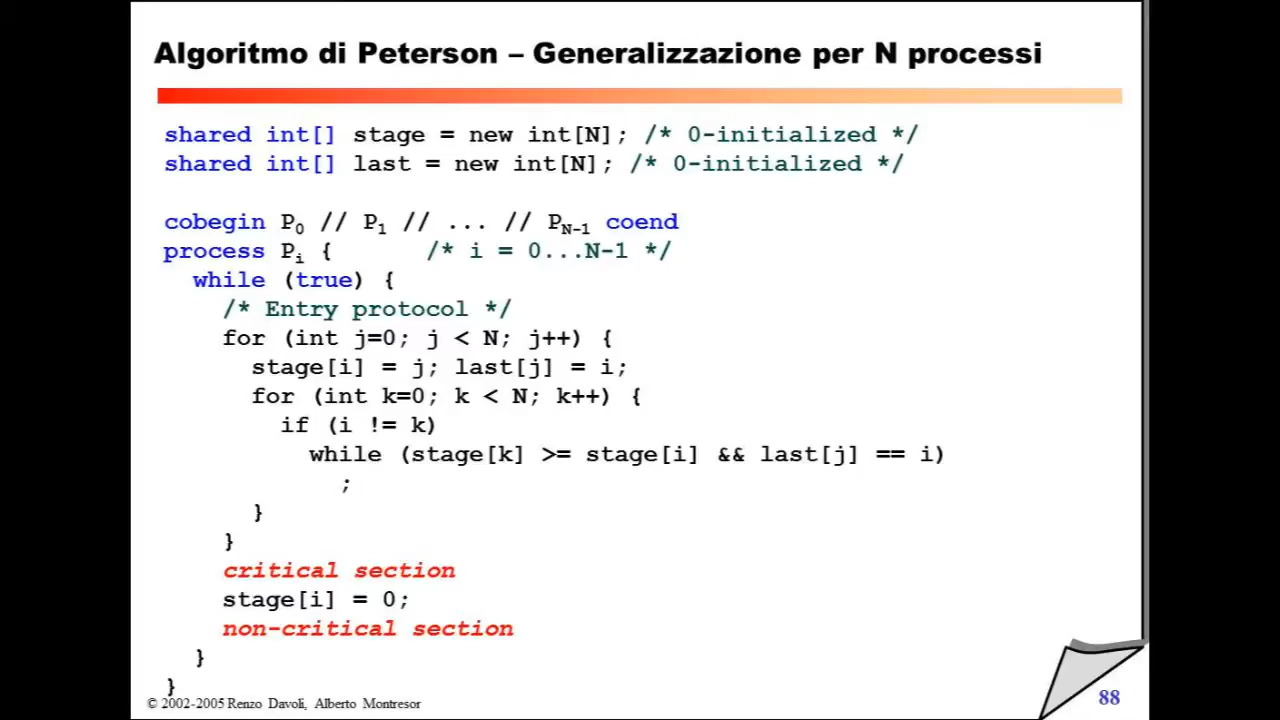 Algoritmo di Peterson – Generalizzazione per N processi
shared int[] stage = new int[N]; /* 0-initialized */
shared int[] last = new int[N]; /* 0-initialized */
cobegin P0 // P1 // ... // PN-1 coend
process Pi { /* i = 0...N-1 */
while (true) {
/* Entry protocol */
for (int j=0; j < N; j++) {
stage[i] = j; last[j] = i;
for (int k=0; k < N; k++) {
if (i != k)
while (stage[k] >= stage[i] && last[j] == i)
;
}
}
critical section
stage[i] = 0;
non-critical section
}
}
© 2002-2005 Renzo Davoli, Alberto Montresor
88